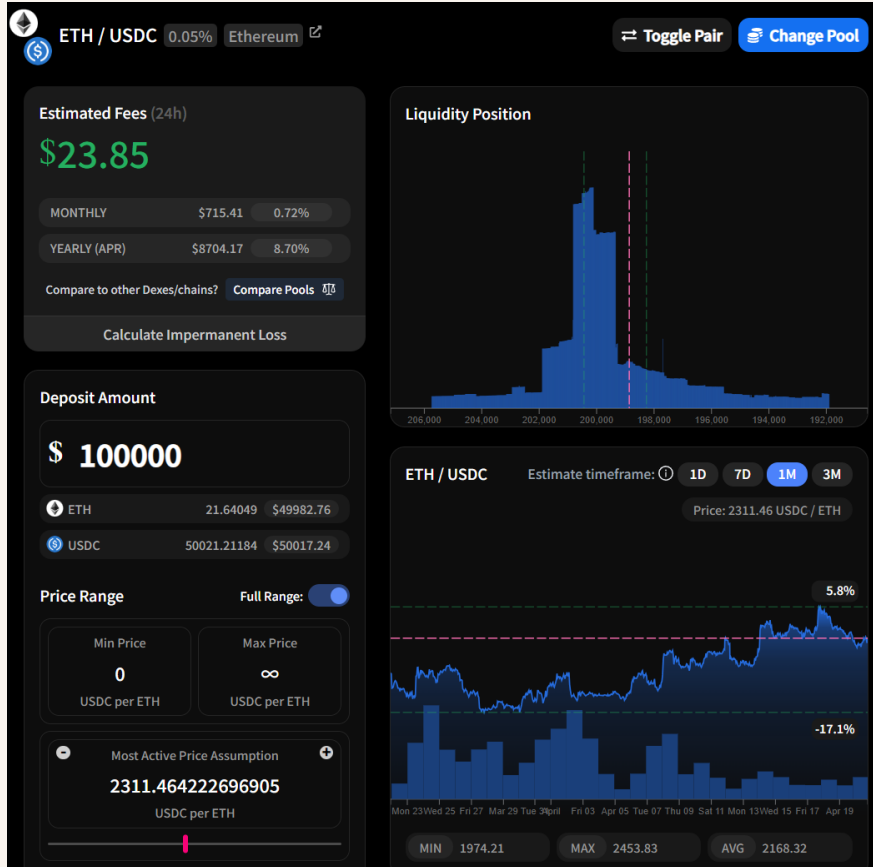 ETH / USDC 0.05% Ethereum
Toggle Pair Change Pool
Estimated Fees (24h)
$23.85
MONTHLY $715.41 0.72%
YEARLY (APR) $8704.17 8.70%
Compare to other Dexes/chains? Compare Pools
Calculate Impermanent Loss
Deposit Amount
$ 100000
ETH 21.64049 $49982.76
USDC 50021.21184 $50017.24
Price Range Full Range:
Min Price
0
USDC per ETH
Max Price
∞
USDC per ETH
Most Active Price Assumption
2311.464222696905
USDC per ETH
Liquidity Position
206,000 204,000 202,000 200,000 198,000 196,000 194,000 192,000
ETH / USDC Estimate timeframe: 1D 7D 1M 3M
Price: 2311.46 USDC / ETH
5.8%
-17.1%
Mon 23 Wed 25 Fri 27 Mar 29 Tue 31 April Fri 03 Apr 05 Tue 07 Thu 09 Sat 11 Mon 13 Wed 15 Fri 17 Apr 19
MIN 1974.21 MAX 2453.83 AVG 2168.32